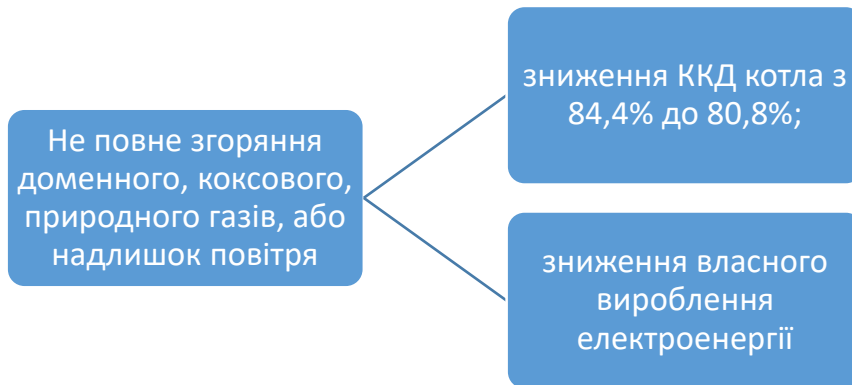 Не повне згоряння
доменного, коксового,
природного газів, або
надлишок повітря
зниження ККД котла з
84,4% до 80,8%;
зниження власного
вироблення
електроенергії